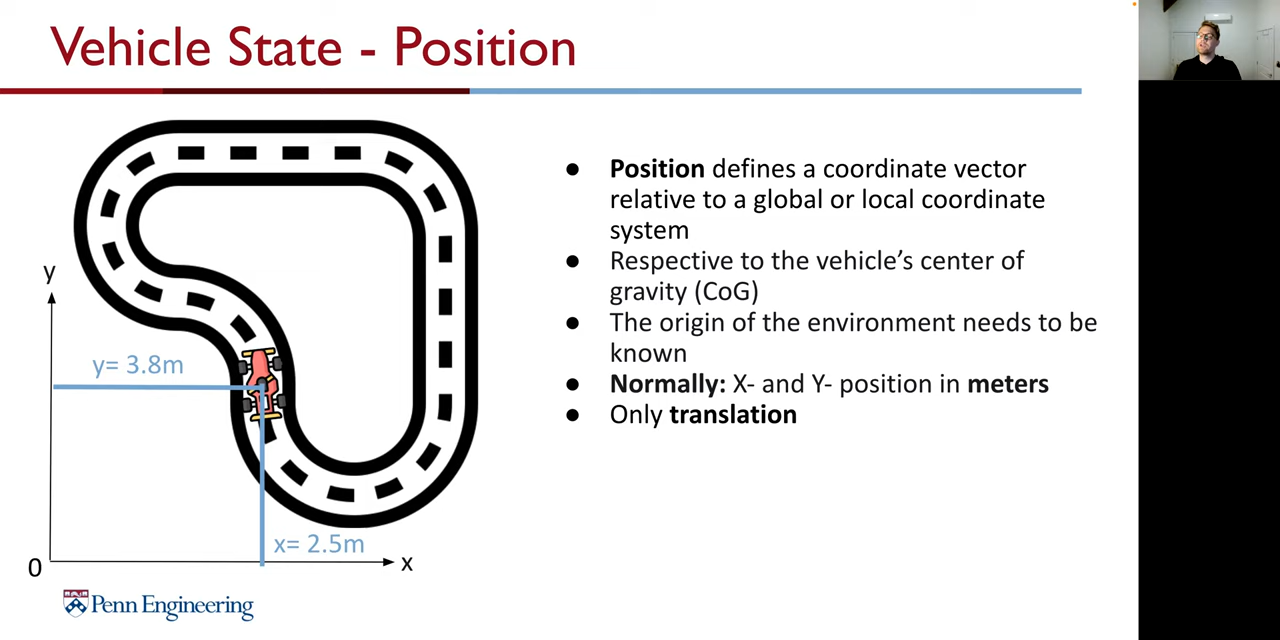 Vehicle State - Position
● Position defines a coordinate vector
relative to a global or local coordinate
system
● Respective to the vehicle’s center of
gravity (CoG)
● The origin of the environment needs to be
known
● Normally: X- and Y- position in meters
● Only translation
y
y= 3.8m
x= 2.5m
x
0
Penn Engineering